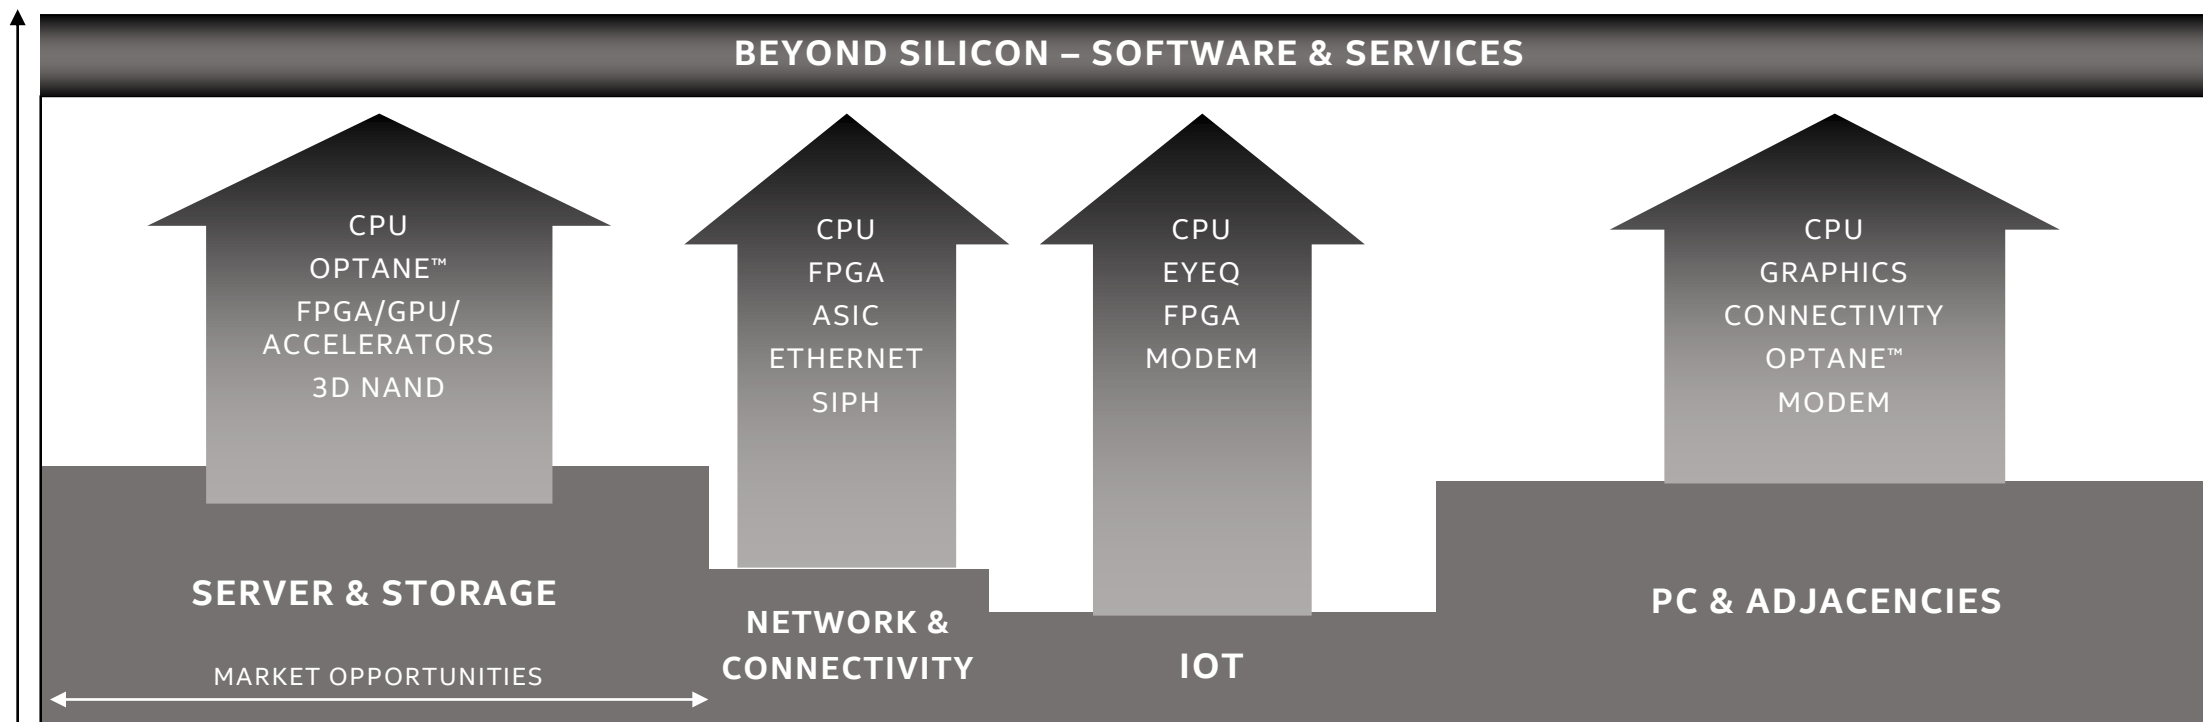 BEYOND SILICON – SOFTWARE & SERVICES
CPU
OPTANE™
FPGA/GPU/
ACCELERATORS
3D NAND
CPU
FPGA
ASIC
ETHERNET
SIPH
CPU
EYEQ
FPGA
MODEM
CPU
GRAPHICS
CONNECTIVITY
OPTANE™
MODEM
SERVER & STORAGE
MARKET OPPORTUNITIES
NETWORK &
CONNECTIVITY
IOT
PC & ADJACENCIES